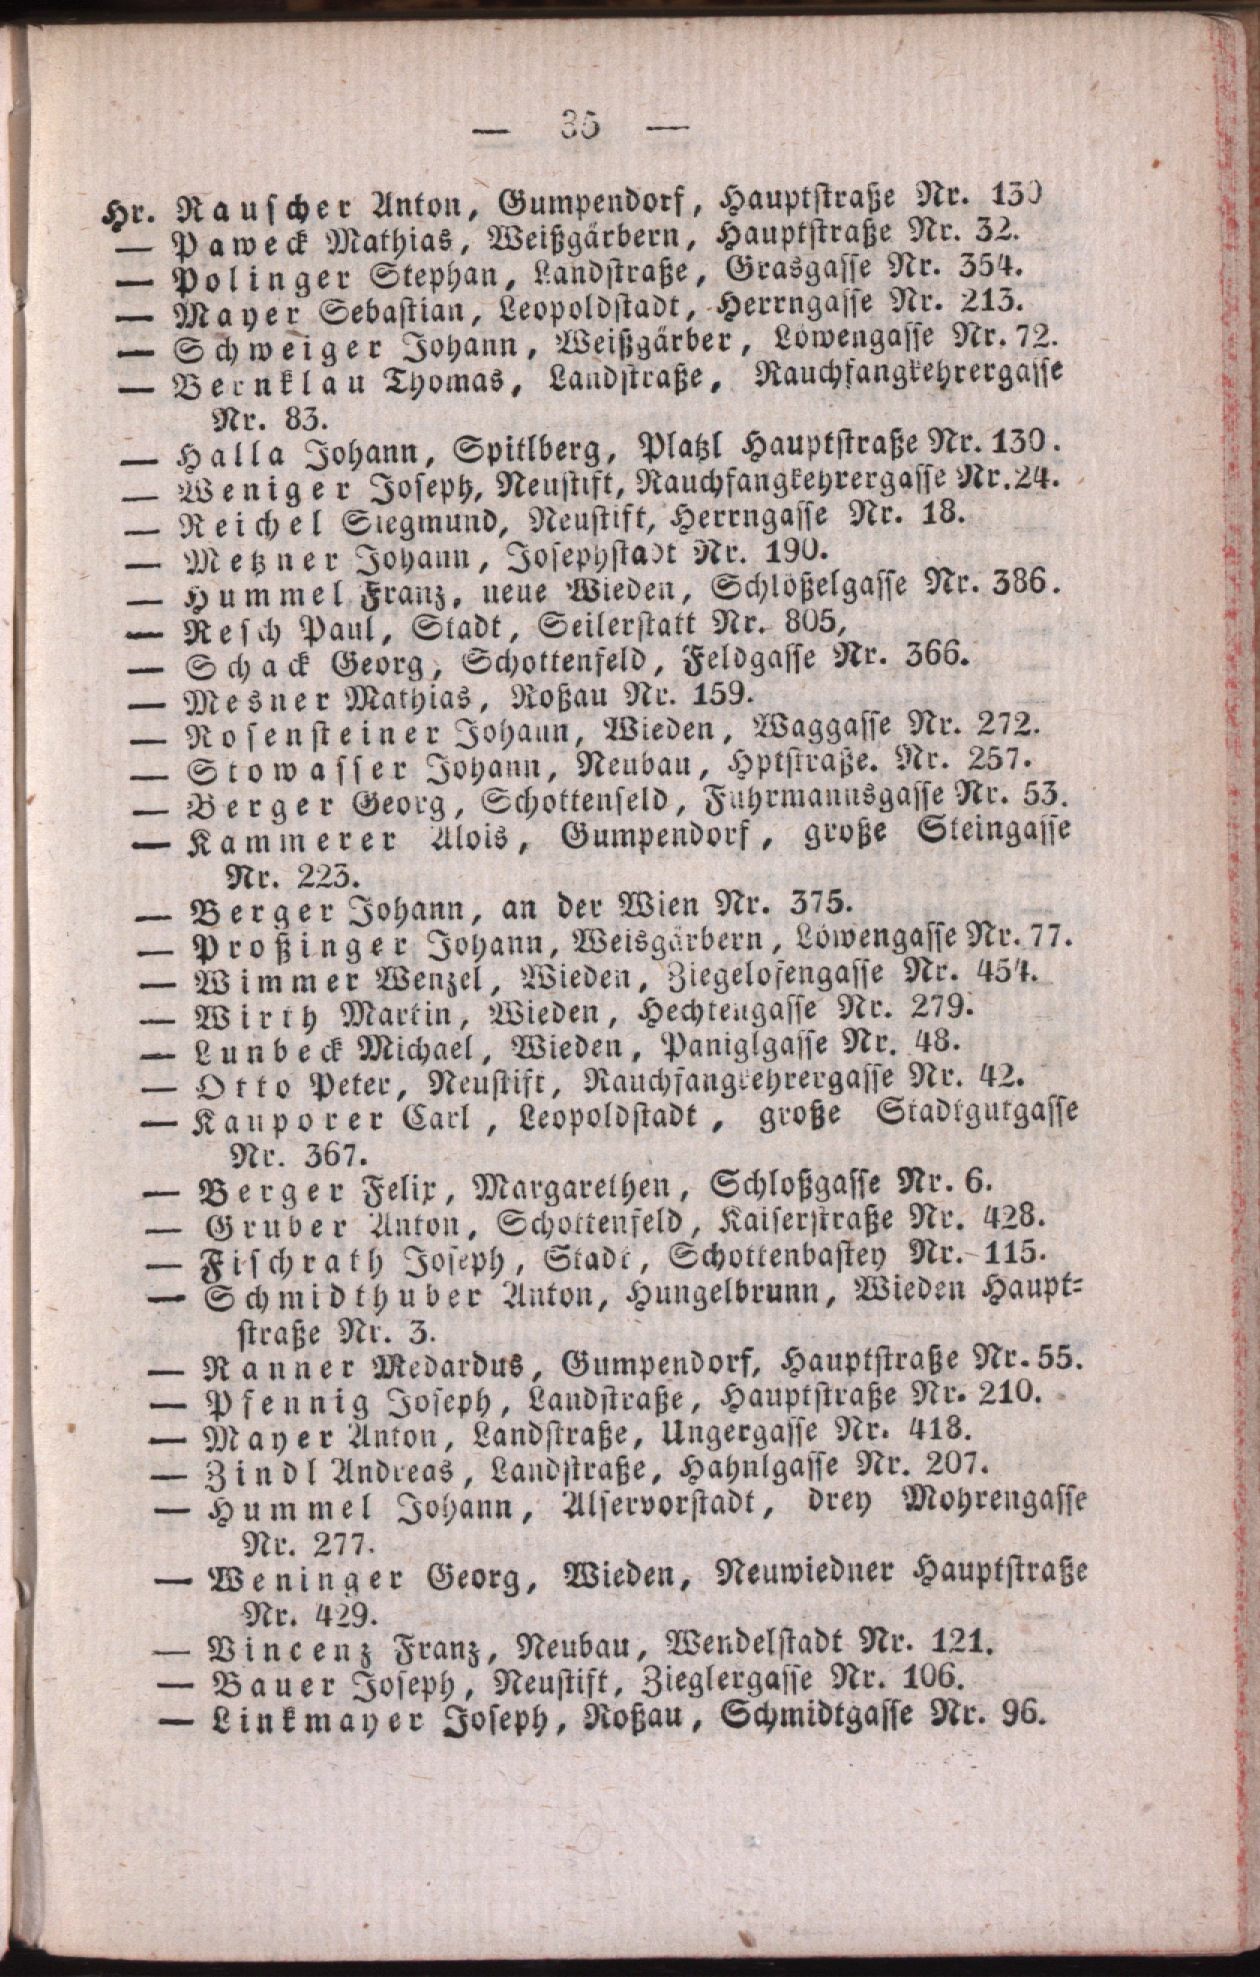 — 35 —
Hr. Rauscher Anton, Gumpendorf, Hauptstraße Nr. 130
— Paweck Mathias, Weißgärbern, Hauptstraße Nr. 32.
— Polinger Stephan, Landstraße, Grasgasse Nr. 354.
— Mayer Sebastian, Leopoldstadt, Herrngasse Nr. 213.
— Schweiger Johann, Weißgärber, Löwengasse Nr. 72.
— Bernklau Thomas, Landstraße, Rauchfangkehrergasse
Nr. 83.
— Halla Johann, Spitlberg, Platzl Hauptstraße Nr. 130.
— Weniger Joseph, Neustift, Rauchfangkehrergasse Nr. 24.
— Reichel Siegmund, Neustift, Herrngasse Nr. 18.
— Metzner Johann, Josephstadt Nr. 190.
— Hummel Franz, neue Wieden, Schlößelgasse Nr. 386.
— Resch Paul, Stadt, Seilerstatt Nr. 805,
— Schack Georg, Schottenfeld, Feldgasse Nr. 366.
— Mesner Mathias, Roßau Nr. 159.
— Rosensteiner Johann, Wieden, Waggasse Nr. 272.
— Stowasser Johann, Neubau, Hptstraße. Nr. 257.
— Berger Georg, Schottenfeld, Fuhrmannsgasse Nr. 53.
— Kammerer Alois, Gumpendorf, große Steingasse
Nr. 223.
— Berger Johann, an der Wien Nr. 375.
— Proßinger Johann, Weisgärbern, Löwengasse Nr. 77.
— Wimmer Wenzel, Wieden, Ziegelofengasse Nr. 454.
— Wirth Martin, Wieden, Hechtengasse Nr. 279.
— Lunbeck Michael, Wieden, Paniglgasse Nr. 48.
— Otto Peter, Neustift, Rauchfangkehrergasse Nr. 42.
— Kauporer Carl, Leopoldstadt, große Stadtgutgasse
Nr. 367.
— Berger Felix, Margarethen, Schloßgasse Nr. 6.
— Gruber Anton, Schottenfeld, Kaiserstraße Nr. 428.
— Fischrath Joseph, Stadt, Schottenbastey Nr. 115.
— Schmidthuber Anton, Hungelbrunn, Wieden Haupt-
straße Nr. 3.
— Ranner Medardus, Gumpendorf, Hauptstraße Nr. 55.
— Pfennig Joseph, Landstraße, Hauptstraße Nr. 210.
— Mayer Anton, Landstraße, Ungergasse Nr. 418.
— Zindl Andreas, Landstraße, Hahnlgasse Nr. 207.
— Hummel Johann, Alservorstadt, drey Mohrengasse
Nr. 277.
— Weninger Georg, Wieden, Neuwiedner Hauptstraße
Nr. 429.
— Vincenz Franz, Neubau, Wendelstadt Nr. 121.
— Bauer Joseph, Neustift, Zieglergasse Nr. 106.
— Linkmayer Joseph, Roßau, Schmidtgasse Nr. 96.